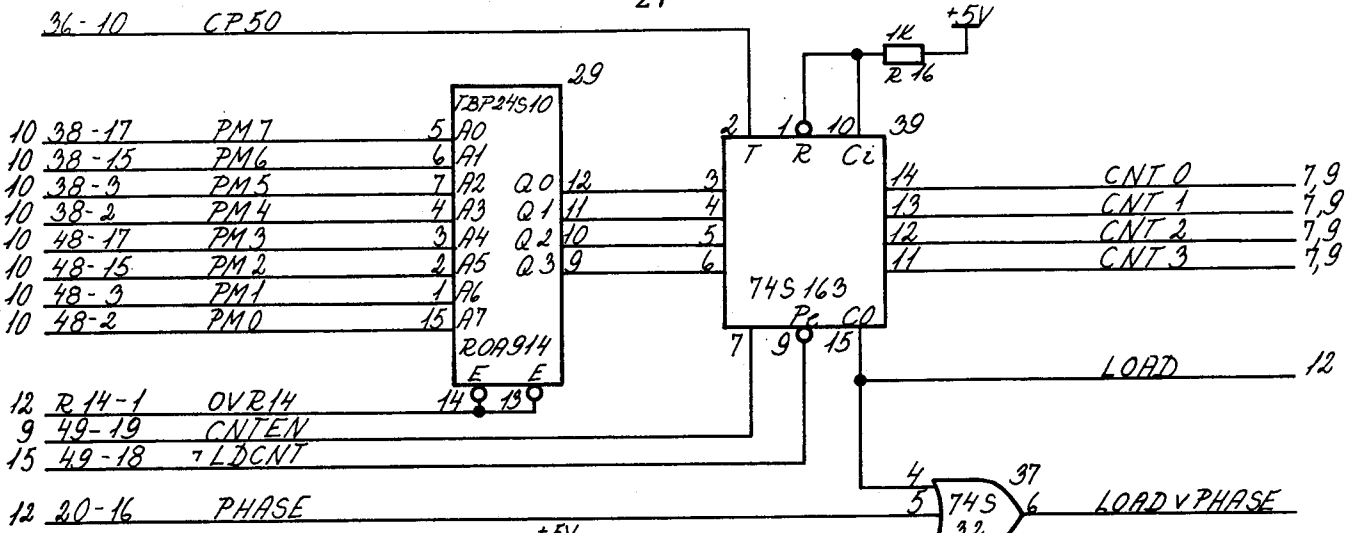 21
36-10 CP50
+5V
1K
R 16
29
TBP24S10
10 38-17 PM7 5 A0
10 38-15 PM6 6 A1
10 38-3 PM5 7 A2 Q0 12 3
10 38-2 PM4 4 A3 Q1 11 4
10 48-17 PM3 3 A4 Q2 10 5
10 48-15 PM2 2 A5 Q3 9 6
10 48-3 PM1 1 A6
10 48-2 PM0 15 A7
ROA914
E E
14 13
2 1 10 39
T R Ci
14 CNT 0 7,9
13 CNT 1 7,9
12 CNT 2 7,9
11 CNT 3 7,9
74S163
Pe CO
7 9 15
LOAD 12
12 R14-1 OVR14
9 49-19 CNTEN
15 49-18 ¬LDCNT
12 20-16 PHASE
+5V
4 37
5 74S 6 LOAD∨PHASE
32